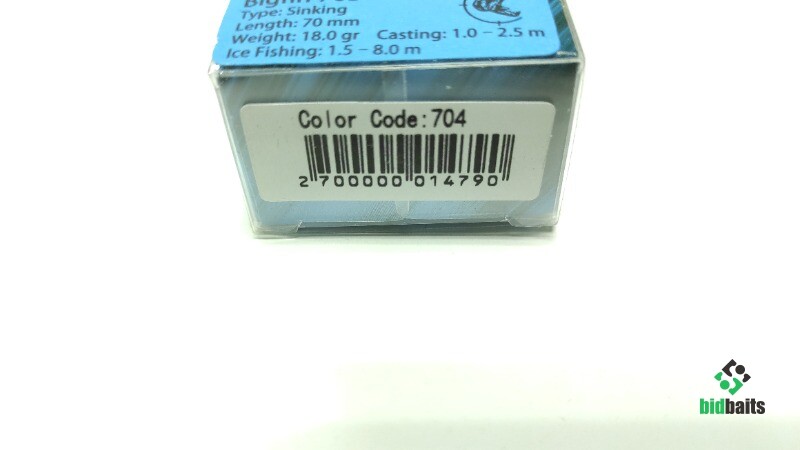 Type: Sinking
Length: 70 mm
Weight: 18.0 gr Casting: 1.0 – 2.5 m
Ice Fishing: 1.5 – 8.0 m
Color Code:704
2 700000 014790
bidbaits